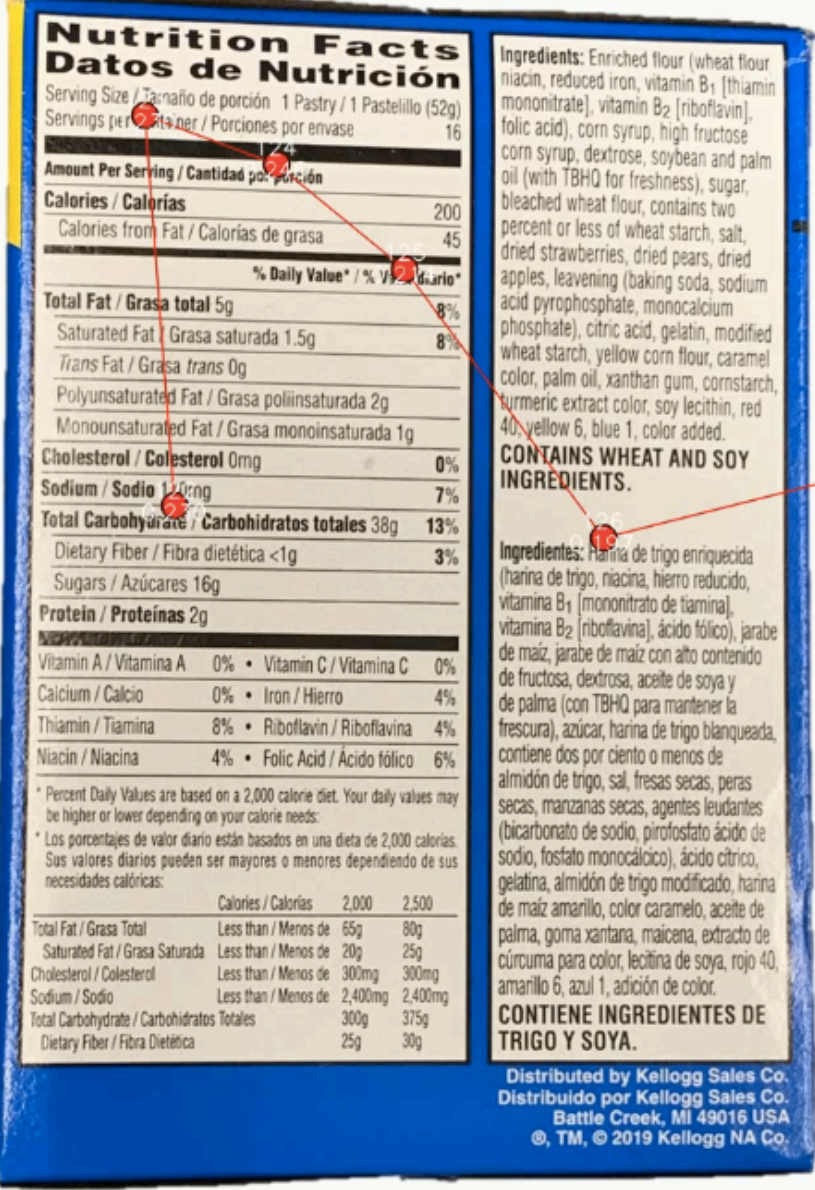 Nutrition Facts
Datos de Nutrición
Serving Size / Tamaño de porción 1 Pastry / 1 Pastelillo (52g)
Servings per / Porciones por envase 16
Amount Per Serving / Cantidad por porción
Calories / Calorías 200
Calories from Fat / Calorías de grasa 45
% Daily Value* / % diario*
Total Fat / Grasa total 5g 8%
Saturated Fat / Grasa saturada 1.5g 8%
Trans Fat / Grasa trans 0g
Polyunsaturated Fat / Grasa poliinsaturada 2g
Monounsaturated Fat / Grasa monoinsaturada 1g
Cholesterol / Colesterol 0mg 0%
Sodium / Sodio 7%
Total Carbohydrate / Carbohidratos totales 38g 13%
Dietary Fiber / Fibra dietética <1g 3%
Sugars / Azúcares 16g
Protein / Proteínas 2g
Vitamin A / Vitamina A 0% • Vitamin C / Vitamina C 0%
Calcium / Calcio 0% • Iron / Hierro 4%
Thiamin / Tiamina 8% • Riboflavin / Riboflavina 4%
Niacin / Niacina 4% • Folic Acid / Ácido fólico 6%
* Percent Daily Values are based on a 2,000 calorie diet. Your daily values may
be higher or lower depending on your calorie needs:
* Los porcentajes de valor diario están basados en una dieta de 2,000 calorías.
Sus valores diarios pueden ser mayores o menores dependiendo de sus
necesidades calóricas:
Calories / Calorías 2,000 2,500
Total Fat / Grasa Total Less than / Menos de 65g 80g
Saturated Fat / Grasa Saturada Less than / Menos de 20g 25g
Cholesterol / Colesterol Less than / Menos de 300mg 300mg
Sodium / Sodio Less than / Menos de 2,400mg 2,400mg
Total Carbohydrate / Carbohidratos Totales 300g 375g
Dietary Fiber / Fibra Dietética 25g 30g
Ingredients: Enriched flour (wheat flour,
niacin, reduced iron, vitamin B1 [thiamin
mononitrate], vitamin B2 [riboflavin],
folic acid), corn syrup, high fructose
corn syrup, dextrose, soybean and palm
oil (with TBHQ for freshness), sugar,
bleached wheat flour, contains two
percent or less of wheat starch, salt,
dried strawberries, dried pears, dried
apples, leavening (baking soda, sodium
acid pyrophosphate, monocalcium
phosphate), citric acid, gelatin, modified
wheat starch, yellow corn flour, caramel
color, palm oil, xanthan gum, cornstarch,
turmeric extract color, soy lecithin, red
40, yellow 6, blue 1, color added.
CONTAINS WHEAT AND SOY
INGREDIENTS.
Ingredientes: Harina de trigo enriquecida
(harina de trigo, niacina, hierro reducido,
vitamina B1 [mononitrato de tiamina],
vitamina B2 [riboflavina], ácido fólico), jarabe
de maíz, jarabe de maíz con alto contenido
de fructosa, dextrosa, aceite de soya y
de palma (con TBHQ para mantener la
frescura), azúcar, harina de trigo blanqueada,
contiene dos por ciento o menos de
almidón de trigo, sal, fresas secas, peras
secas, manzanas secas, agentes leudantes
(bicarbonato de sodio, pirofosfato ácido de
sodio, fosfato monocálcico), ácido cítrico,
gelatina, almidón de trigo modificado, harina
de maíz amarillo, color caramelo, aceite de
palma, goma xantana, maicena, extracto de
cúrcuma para color, lecitina de soya, rojo 40,
amarillo 6, azul 1, adición de color.
CONTIENE INGREDIENTES DE
TRIGO Y SOYA.
Distributed by Kellogg Sales Co.
Distribuido por Kellogg Sales Co.
Battle Creek, MI 49016 USA
®, TM, © 2019 Kellogg NA Co.